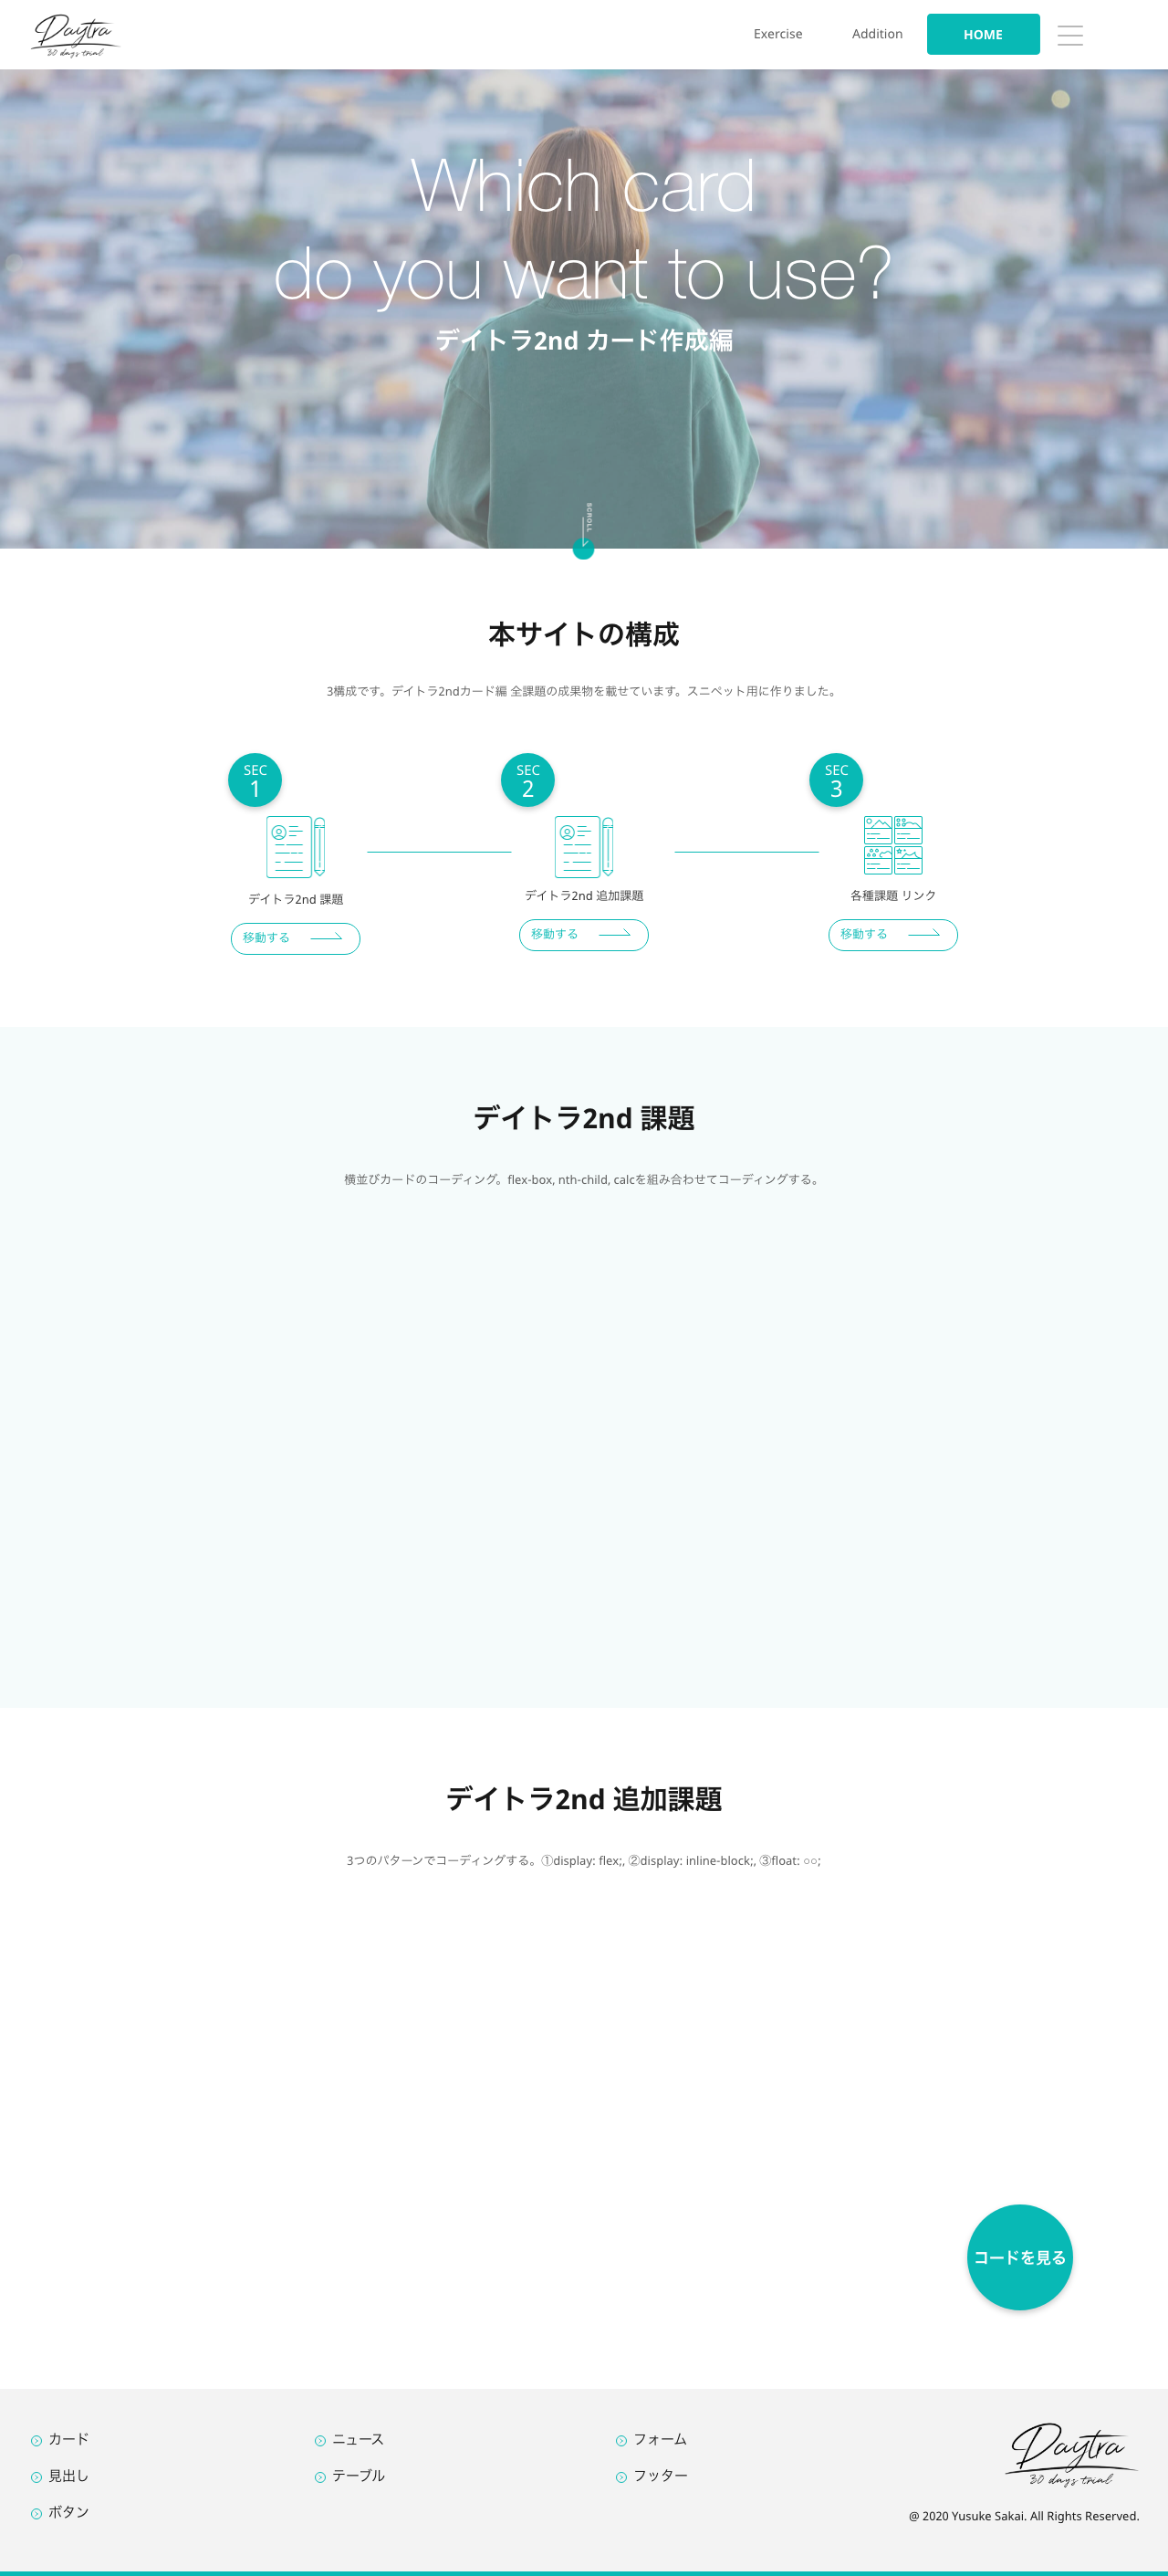 Daytra
30 days trial
Exercise
Addition
HOME
Which card
do you want to use?
デイトラ2nd カード作成編
SCROLL
本サイトの構成
3構成です。デイトラ2ndカード編 全課題の成果物を載せています。スニペット用に作りました。
SEC
1
SEC
2
SEC
3
デイトラ2nd 課題
デイトラ2nd 追加課題
各種課題 リンク
移動する
移動する
移動する
デイトラ2nd 課題
横並びカードのコーディング。flex-box, nth-child, calcを組み合わせてコーディングする。
デイトラ2nd 追加課題
3つのパターンでコーディングする。①display: flex;, ②display: inline-block;, ③float: ○○;
コードを見る
カード
見出し
ボタン
ニュース
テーブル
フォーム
フッター
Daytra
30 days trial
@ 2020 Yusuke Sakai. All Rights Reserved.